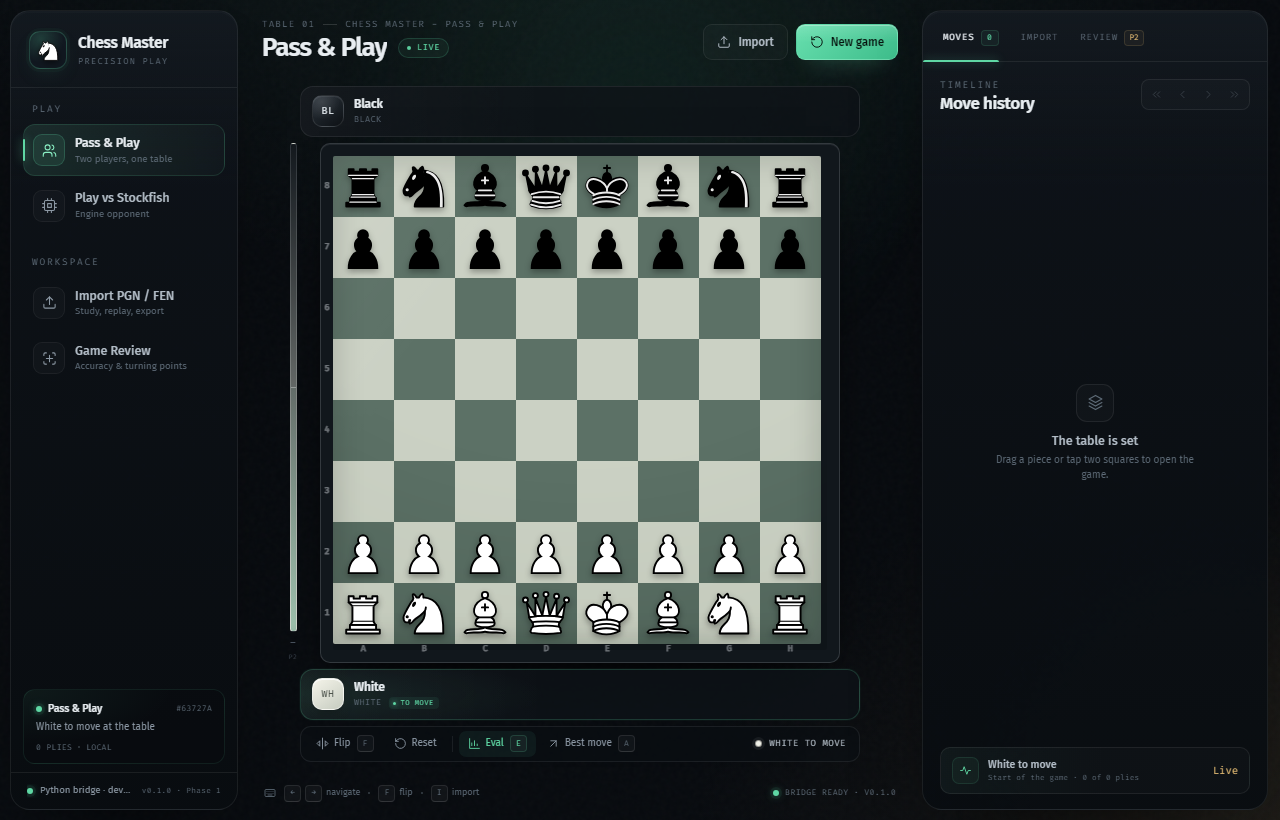 Chess Master
PRECISION PLAY
PLAY
Pass & Play
Two players, one table
Play vs Stockfish
Engine opponent
WORKSPACE
Import PGN / FEN
Study, replay, export
Game Review
Accuracy & turning points
Pass & Play #63727A
White to move at the table
0 PLIES · LOCAL
Python bridge · dev... v0.1.0 · Phase 1
TABLE 01 — CHESS MASTER – PASS & PLAY
Pass & Play LIVE
Import New game
BL Black
BLACK
8
7
6
5
4
3
2
1
A B C D E F G H
P2
WH White
WHITE TO MOVE
Flip F Reset Eval E Best move A WHITE TO MOVE
← → navigate · F flip · I import BRIDGE READY · V0.1.0
MOVES 0 IMPORT REVIEW P2
TIMELINE
Move history
The table is set
Drag a piece or tap two squares to open the
game.
White to move
Start of the game · 0 of 0 plies
Live